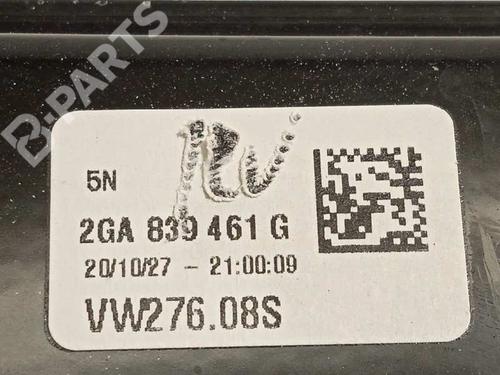 B-PARTS
5N
2GA 839 461 G
20/10/27 - 21:00:09
VW276.08S